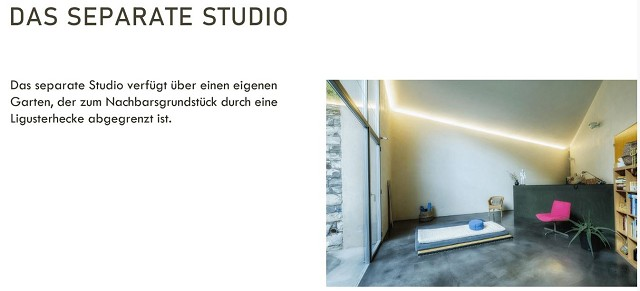 DAS SEPARATE STUDIO
Das separate Studio verfügt über einen eigenen
Garten, der zum Nachbarsgrundstück durch eine
Ligusterhecke abgegrenzt ist.